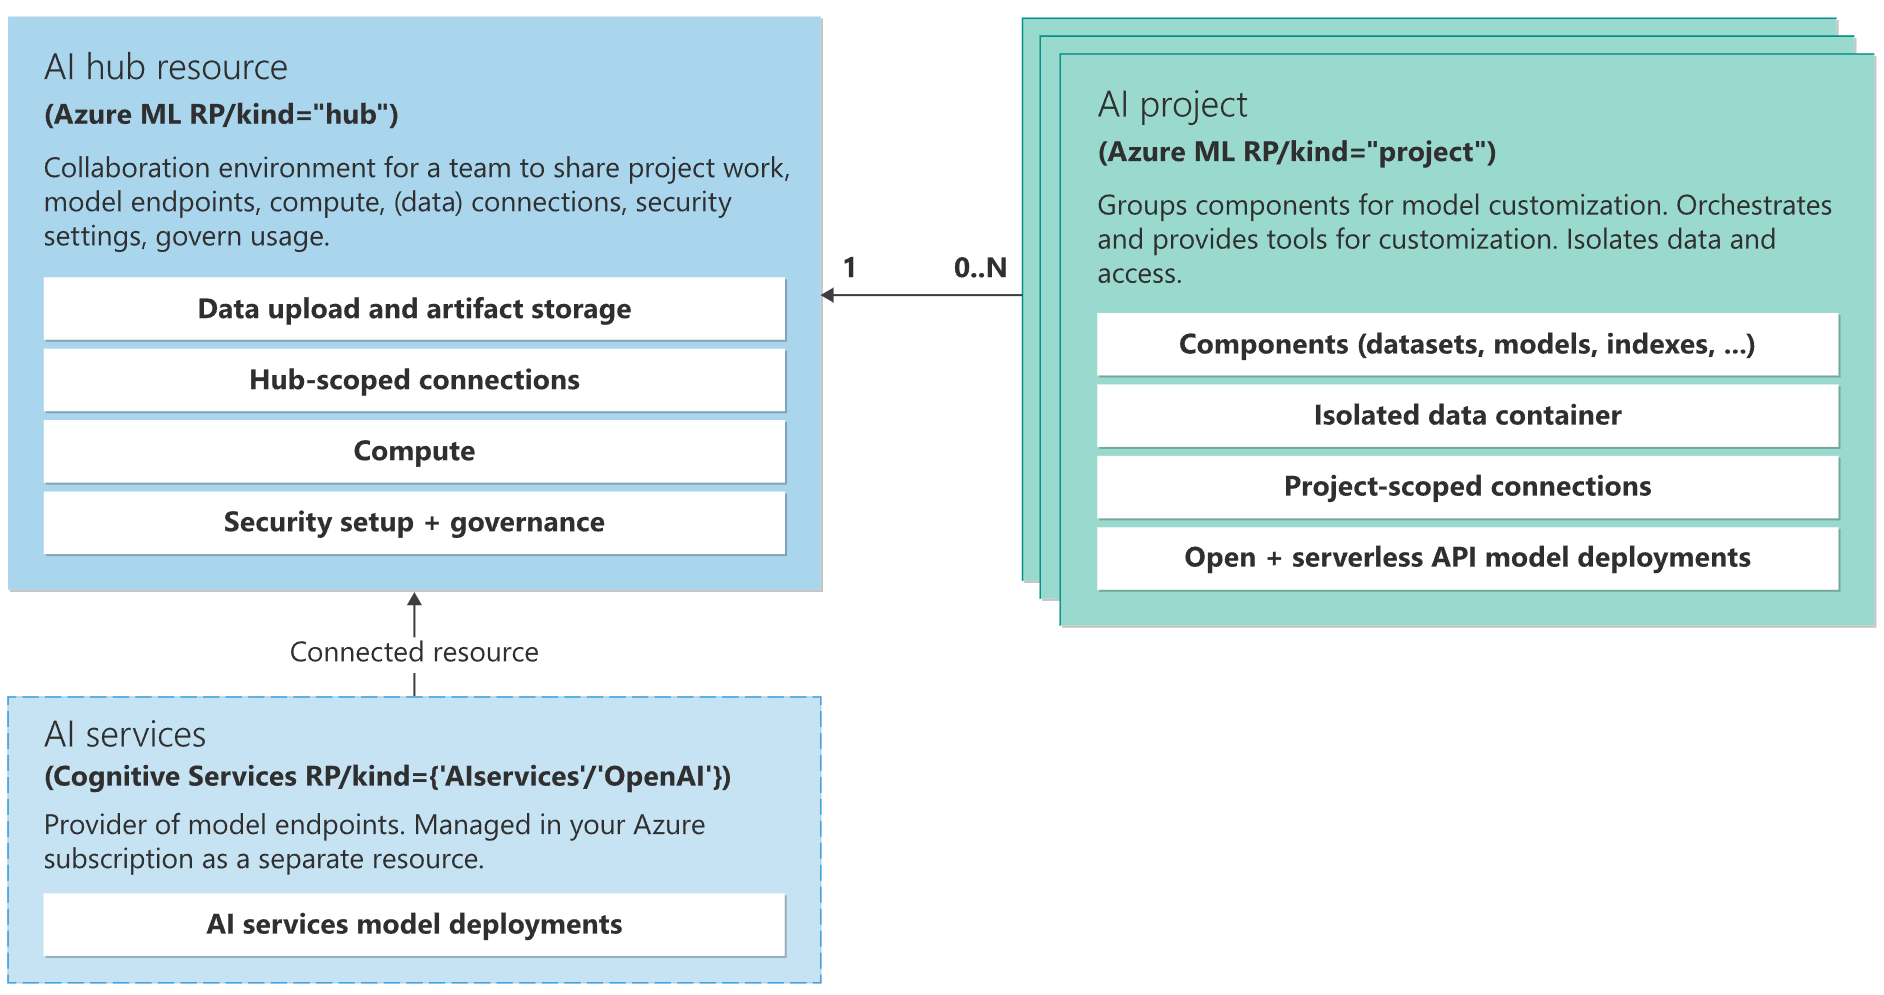 AI hub resource
(Azure ML RP/kind="hub")
Collaboration environment for a team to share project work,
model endpoints, compute, (data) connections, security
settings, govern usage.
Data upload and artifact storage
Hub-scoped connections
Compute
Security setup + governance
1
0..N
AI project
(Azure ML RP/kind="project")
Groups components for model customization. Orchestrates
and provides tools for customization. Isolates data and
access.
Components (datasets, models, indexes, ...)
Isolated data container
Project-scoped connections
Open + serverless API model deployments
Connected resource
AI services
(Cognitive Services RP/kind={'AIservices'/'OpenAI'})
Provider of model endpoints. Managed in your Azure
subscription as a separate resource.
AI services model deployments